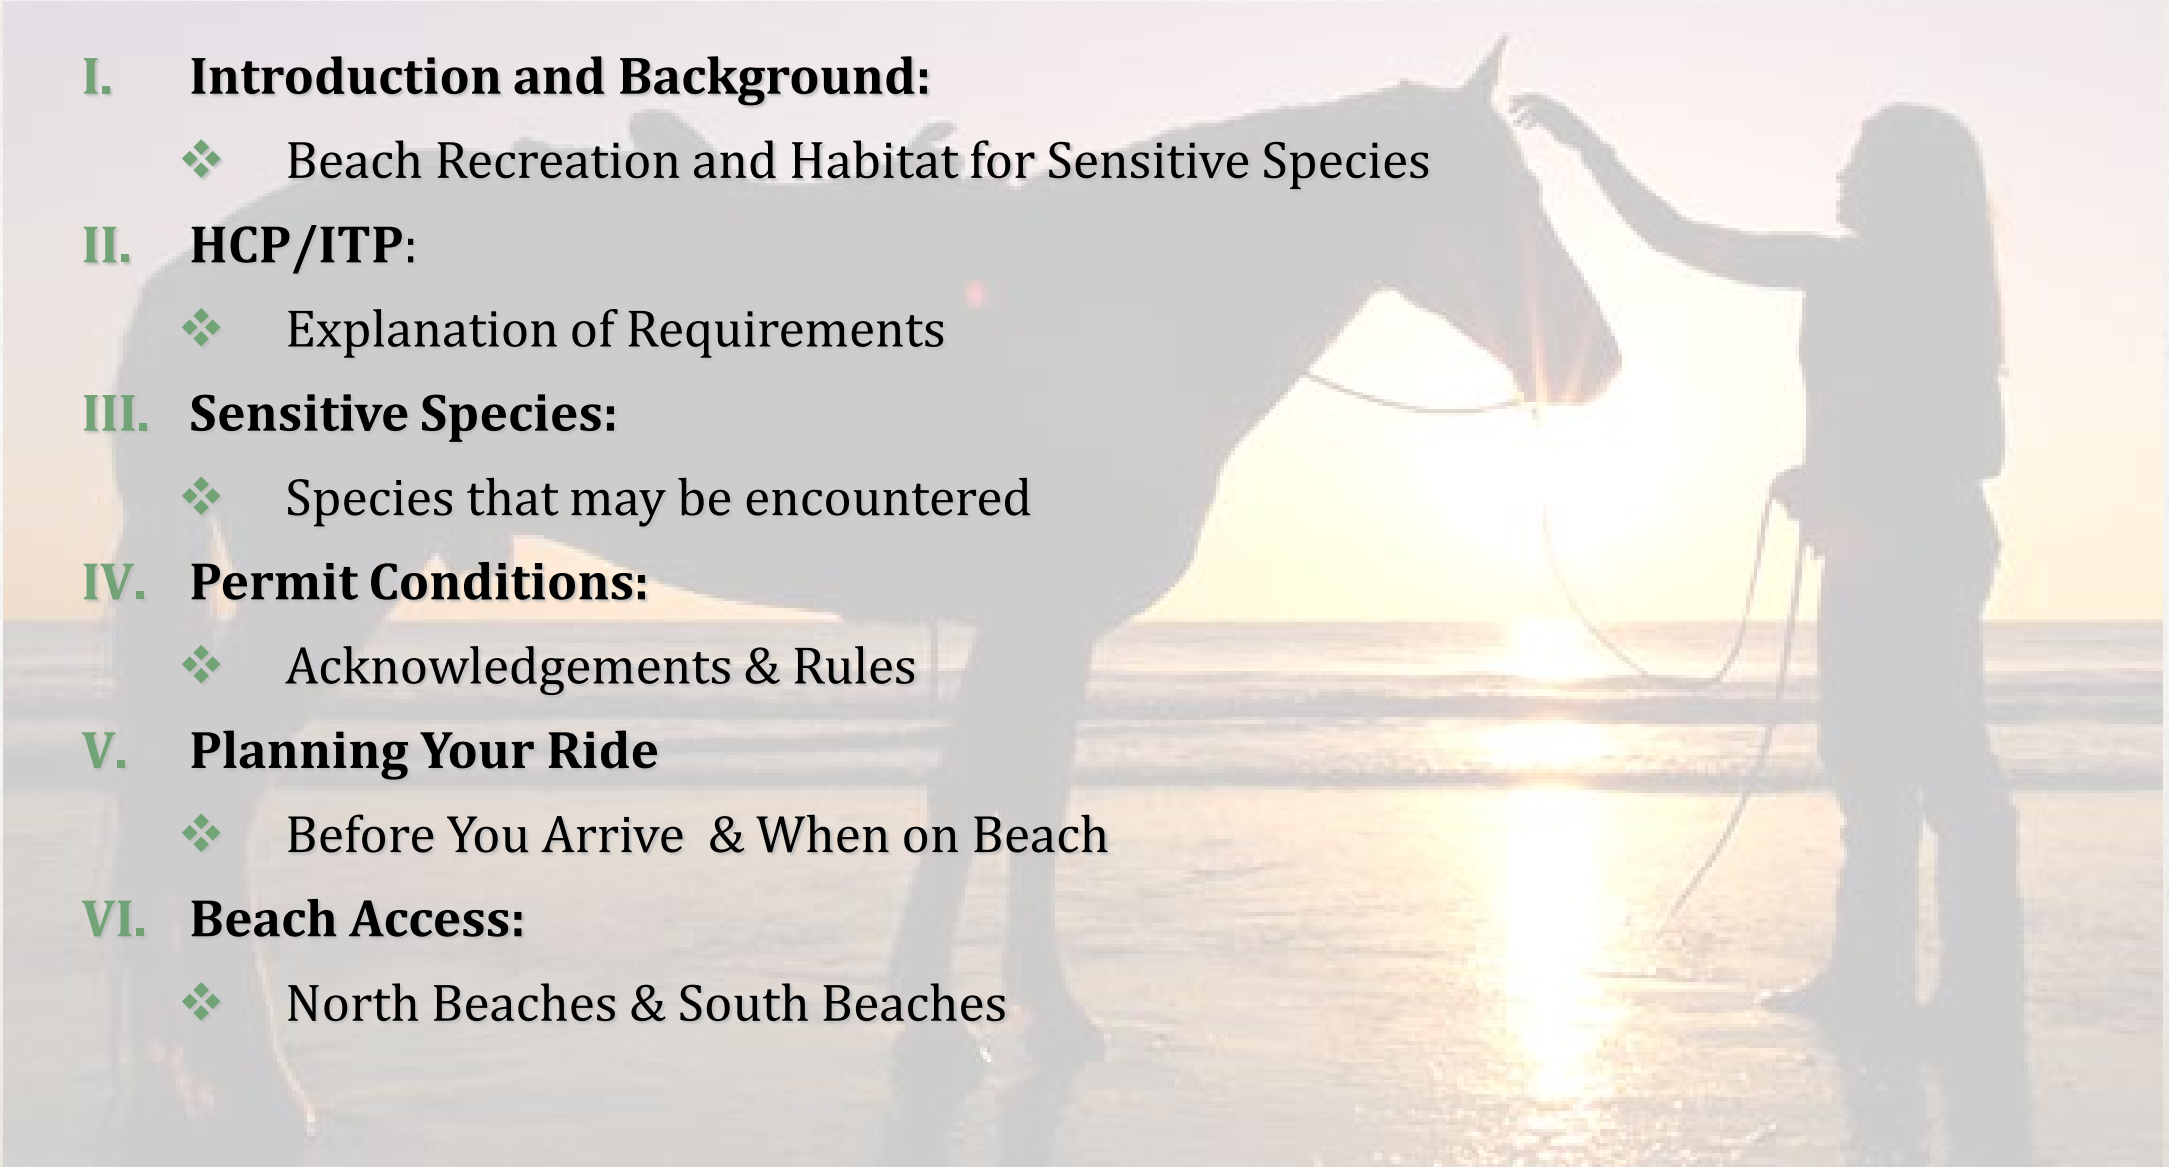 I. Introduction and Background:
❖ Beach Recreation and Habitat for Sensitive Species
II. HCP/ITP:
❖ Explanation of Requirements
III. Sensitive Species:
❖ Species that may be encountered
IV. Permit Conditions:
❖ Acknowledgements & Rules
V. Planning Your Ride
❖ Before You Arrive  & When on Beach
VI. Beach Access:
❖ North Beaches & South Beaches